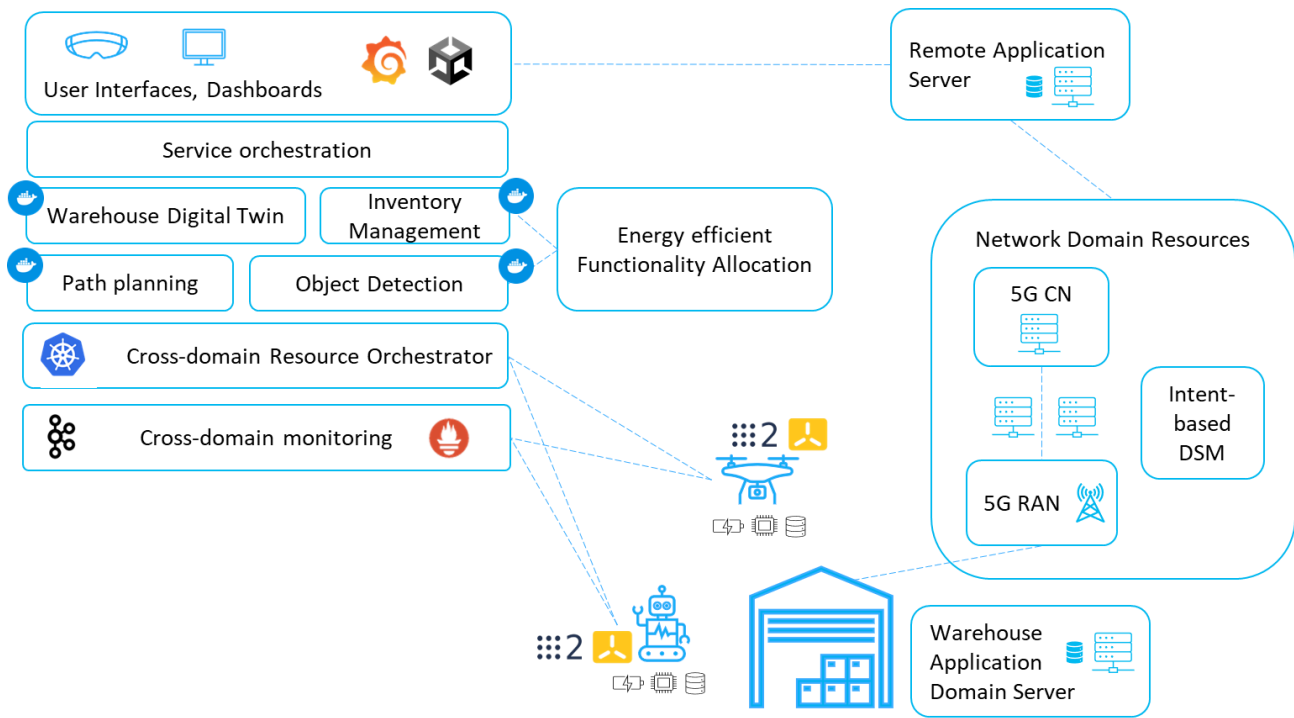 User Interfaces, Dashboards
Service orchestration
Warehouse Digital Twin
Inventory
Management
Path planning
Object Detection
Energy efficient
Functionality Allocation
Cross-domain Resource Orchestrator
Cross-domain monitoring
2
2
Remote Application
Server
Network Domain Resources
5G CN
Intent-
based
DSM
5G RAN
Warehouse
Application
Domain Server